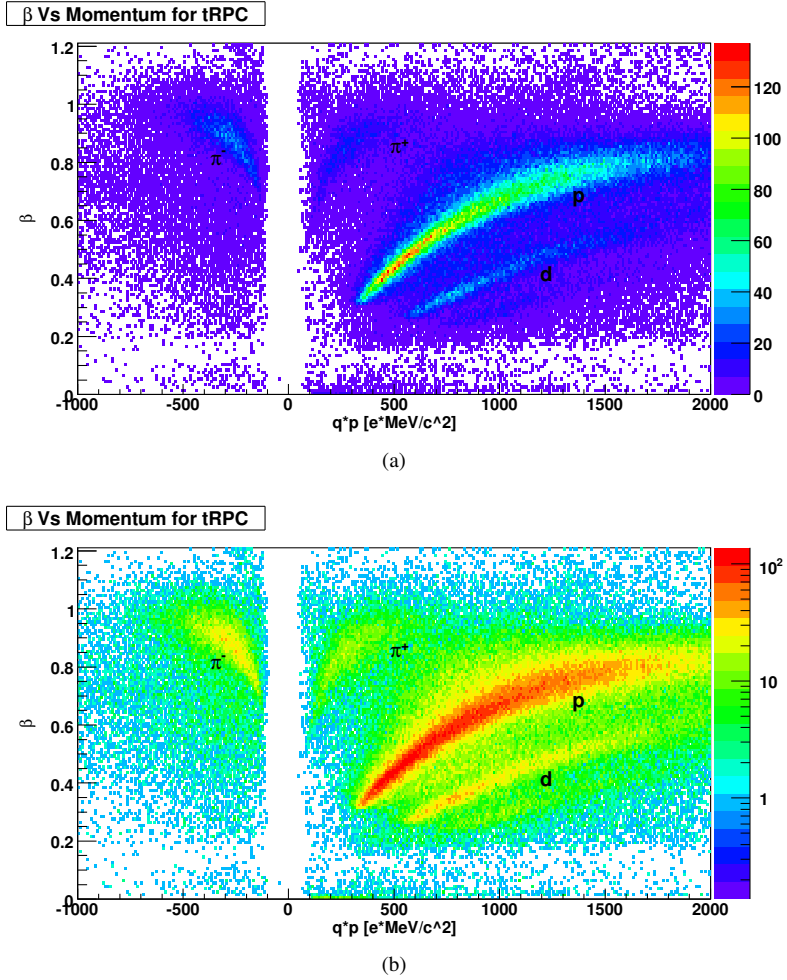 β Vs Momentum for tRPC
1.2
1
0.8
0.6
0.4
0.2
0
β
π⁻
π⁺
p
d
-1000 -500 0 500 1000 1500 2000
q*p [e*MeV/c^2]
120
100
80
60
40
20
0
(a)
β Vs Momentum for tRPC
1.2
1
0.8
0.6
0.4
0.2
0
β
π⁻
π⁺
p
d
-1000 -500 0 500 1000 1500 2000
q*p [e*MeV/c^2]
10²
10
1
(b)